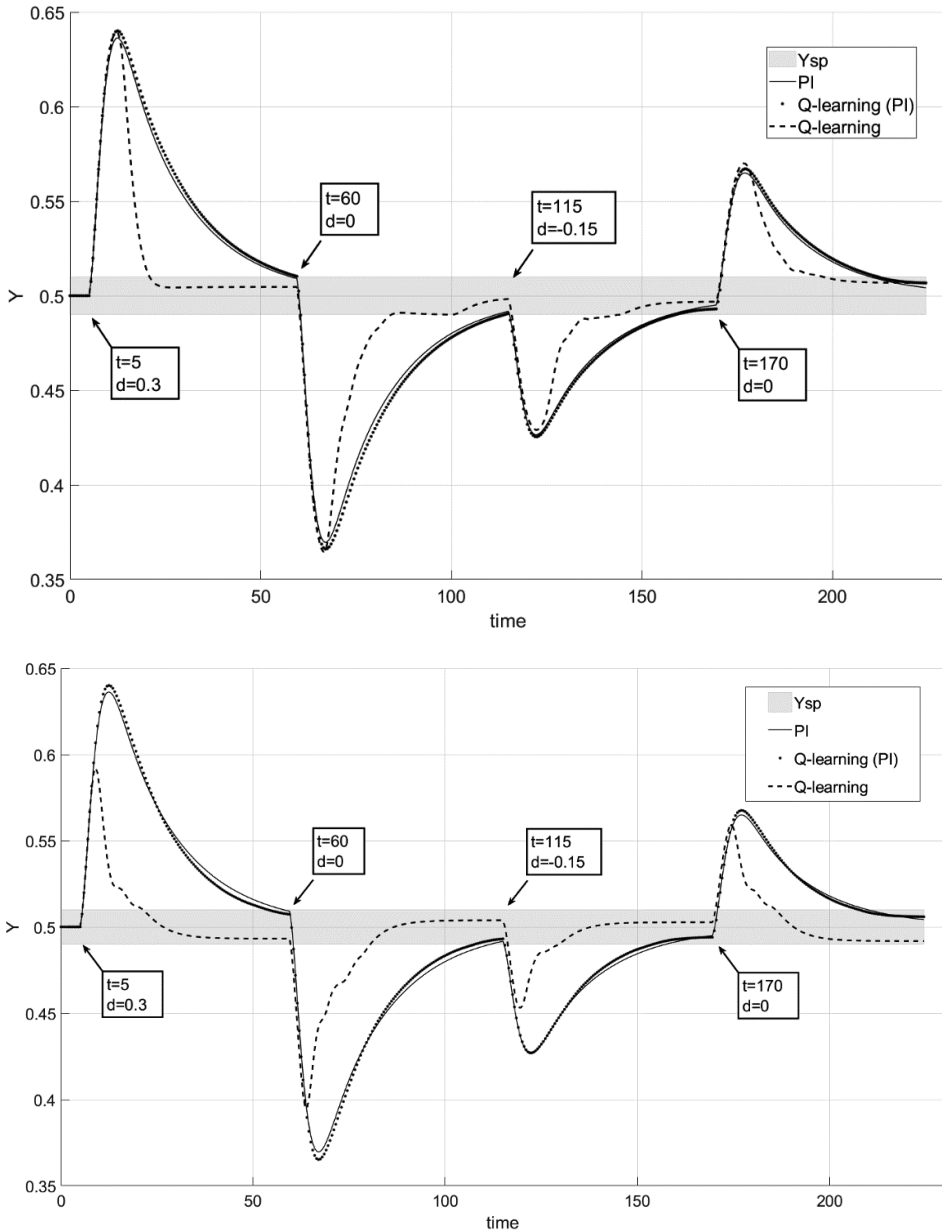 0.65
Ysp
PI
Q-learning (PI)
Q-learning
0.6
0.55
t=60
d=0
t=115
d=-0.15
0.5
Y
t=5
d=0.3
t=170
d=0
0.45
0.4
0.35
0
50
100
150
200
time
0.65
Ysp
PI
Q-learning (PI)
Q-learning
0.6
0.55
t=60
d=0
t=115
d=-0.15
0.5
Y
t=5
d=0.3
t=170
d=0
0.45
0.4
0.35
0
50
100
150
200
time